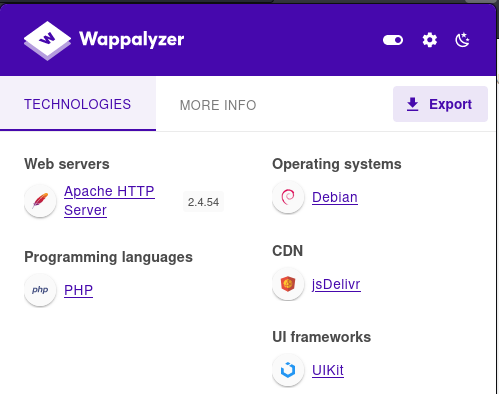 Wappalyzer
TECHNOLOGIES
MORE INFO
Export
Web servers
Apache HTTP
Server
2.4.54
Programming languages
php
PHP
Operating systems
Debian
CDN
jsDelivr
UI frameworks
UIKit